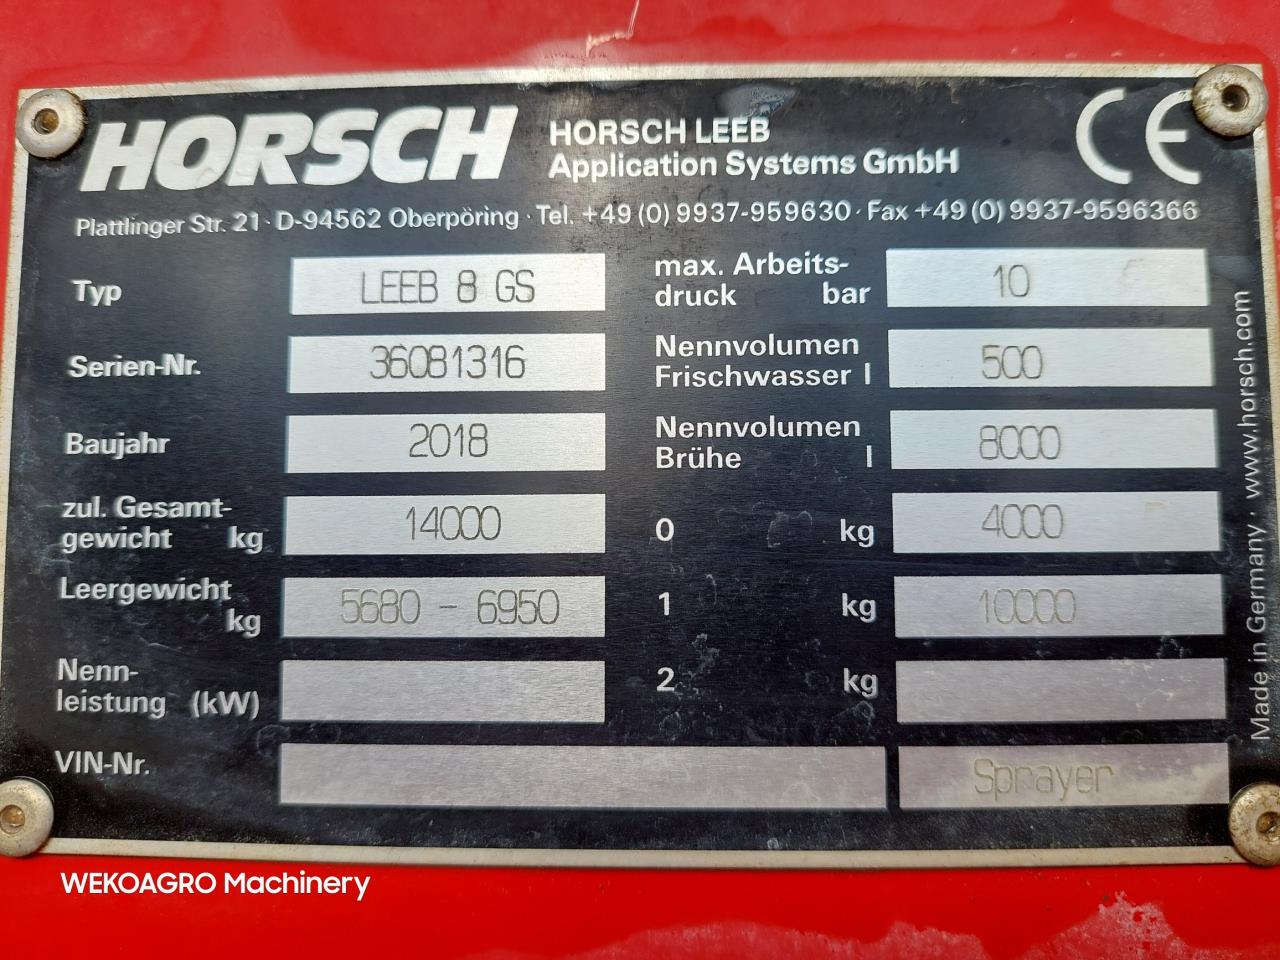 HORSCH
HORSCH LEEB
Application Systems GmbH
CE
Plattlinger Str. 21 · D-94562 Oberpöring · Tel. +49 (0) 9937-959630 · Fax +49 (0) 9937-9596366
Typ LEEB 8 GS
Serien-Nr. 36081316
Baujahr 2018
zul. Gesamt-
gewicht kg 14000
Leergewicht
kg 5680 - 6950
Nenn-
leistung (kW)
VIN-Nr.
max. Arbeits-
druck bar 10
Nennvolumen
Frischwasser l 500
Nennvolumen
Brühe l 8000
0 kg 4000
1 kg 10000
2 kg
Sprayer
Made in Germany · www.horsch.com
WEKOAGRO Machinery